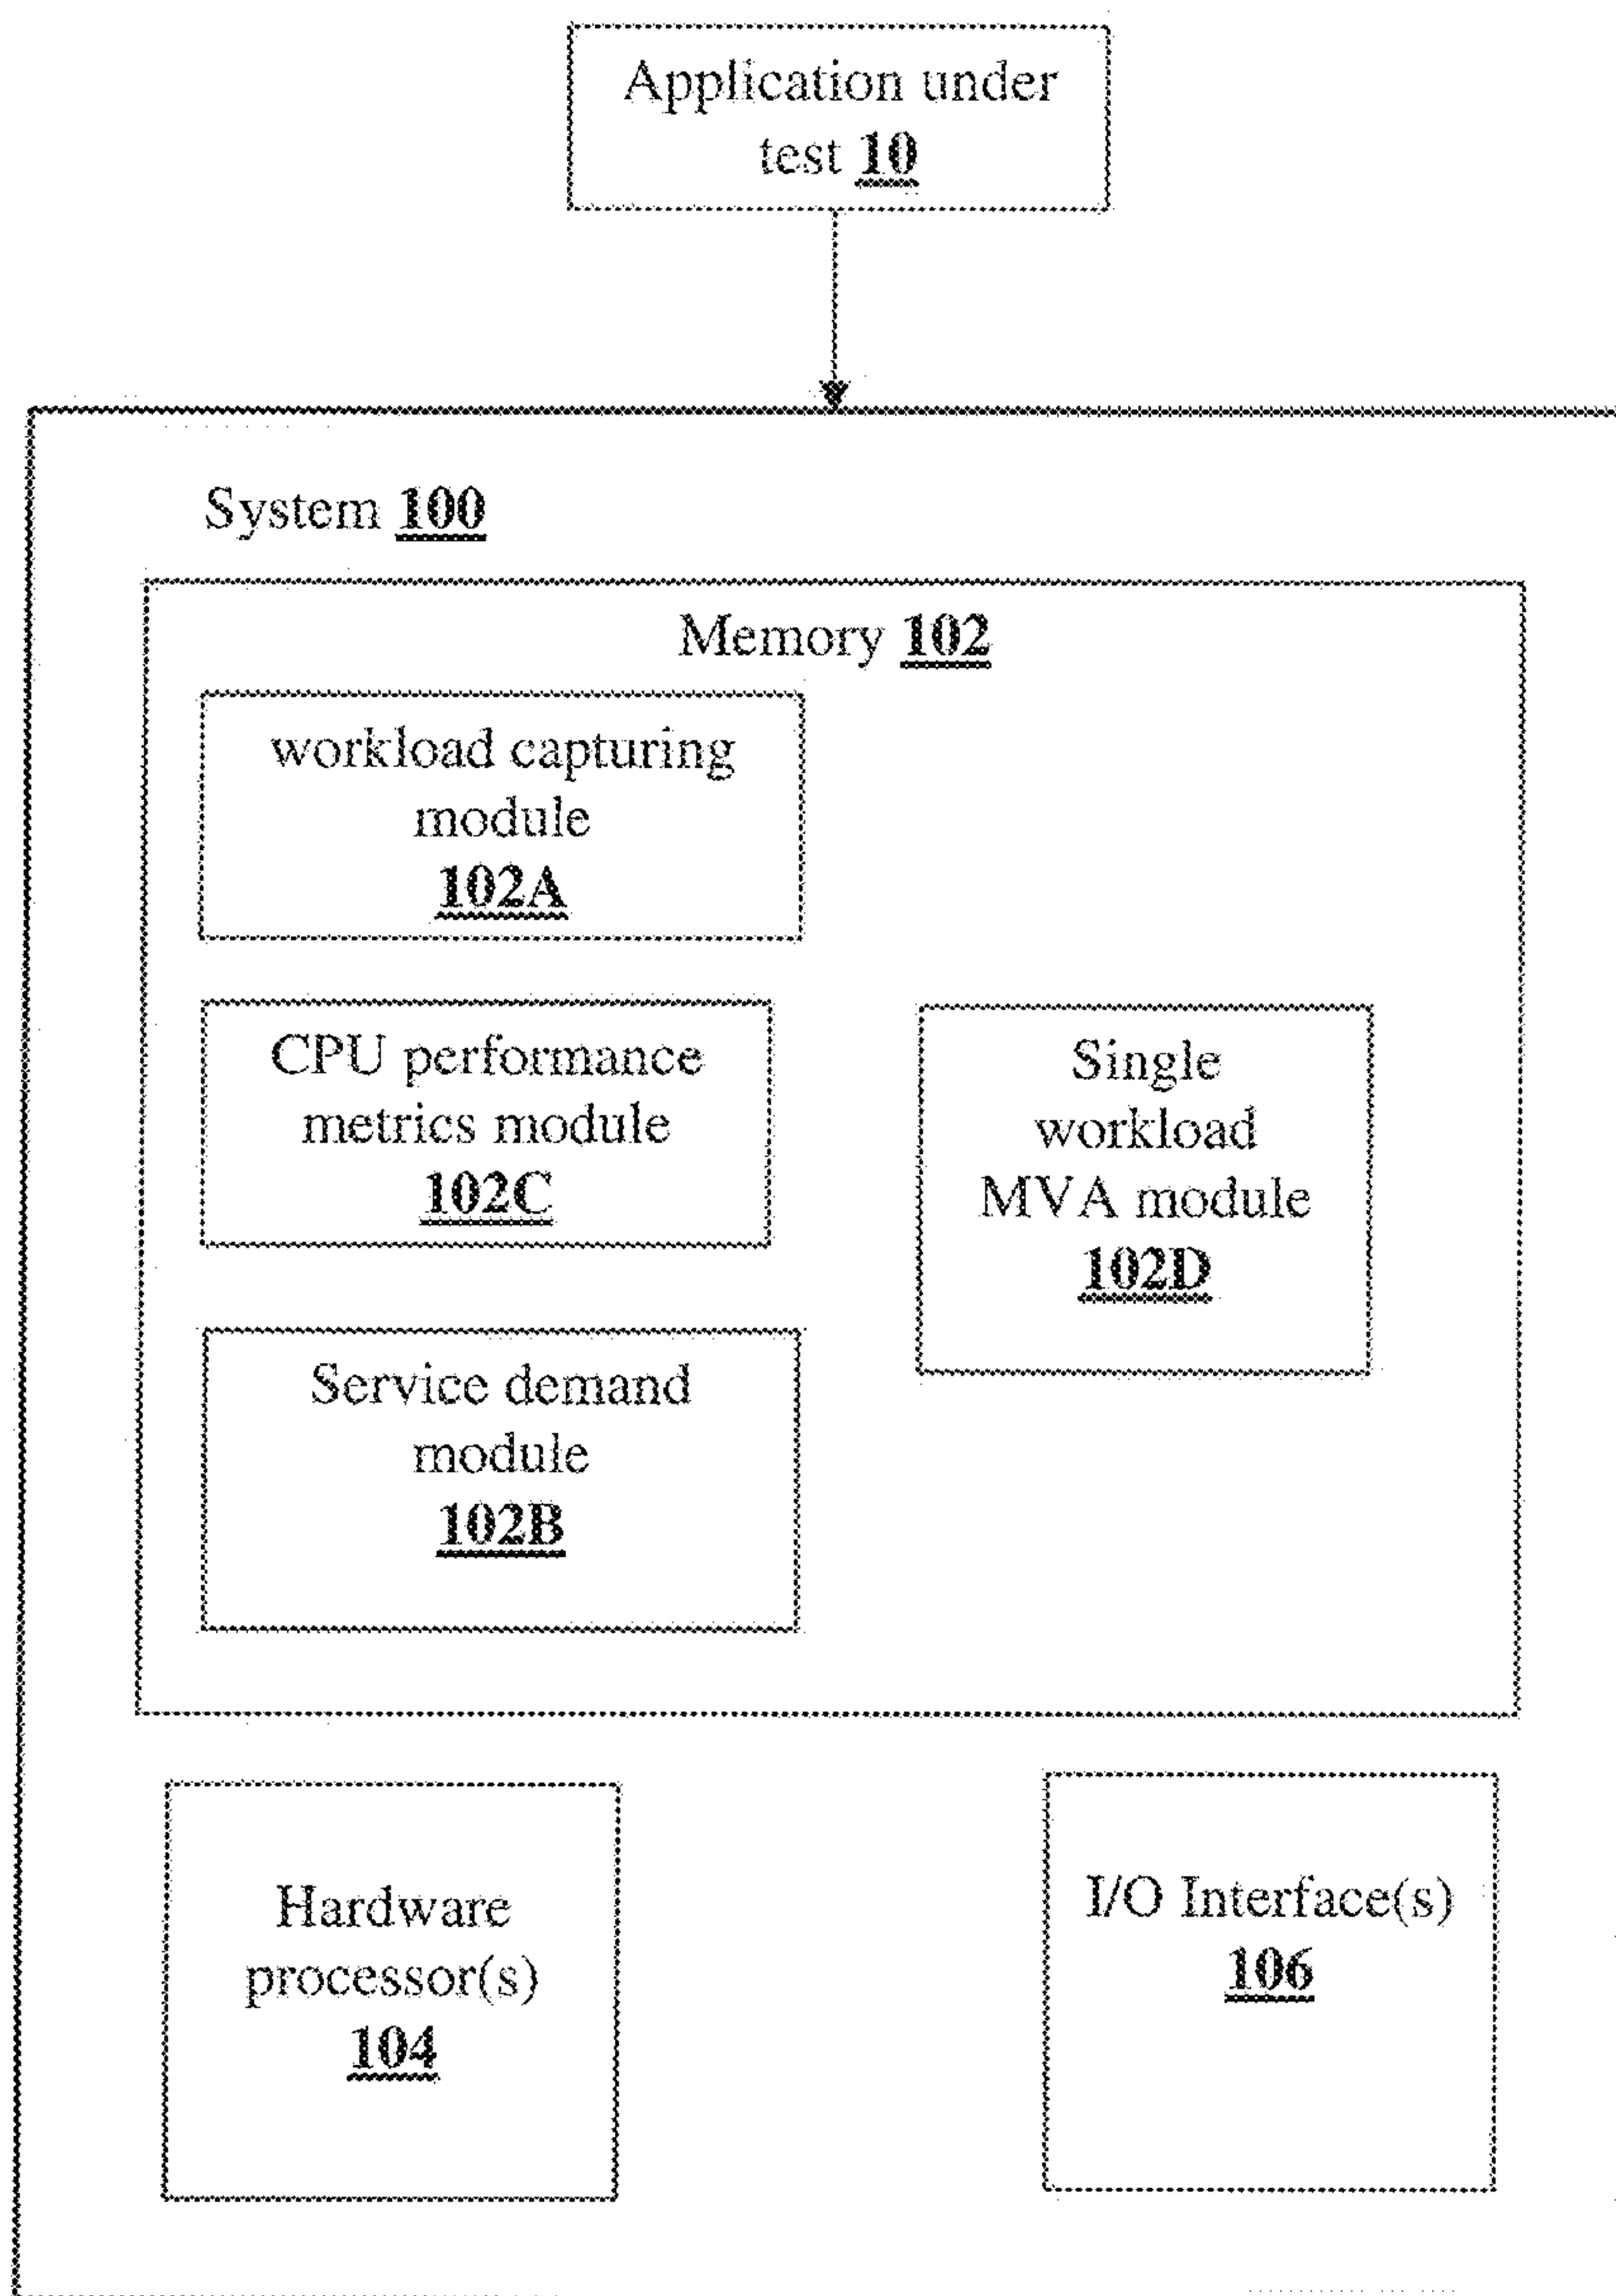 Application under
test 10
System 100
Memory 102
workload capturing
module
102A
CPU performance
metrics module
102C
Single
workload
MVA module
102D
Service demand
module
102B
Hardware
processor(s)
104
I/O Interface(s)
106